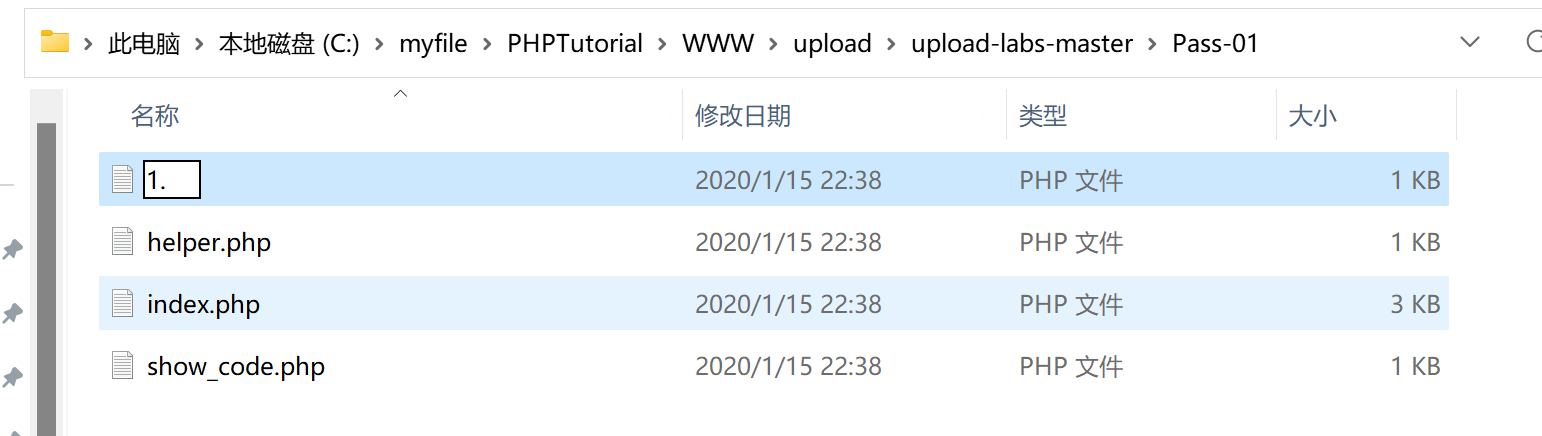 此电脑 › 本地磁盘 (C:) › myfile › PHPTutorial › WWW › upload › upload-labs-master › Pass-01
名称 修改日期 类型 大小
1. 2020/1/15 22:38 PHP 文件 1 KB
helper.php 2020/1/15 22:38 PHP 文件 1 KB
index.php 2020/1/15 22:38 PHP 文件 3 KB
show_code.php 2020/1/15 22:38 PHP 文件 1 KB